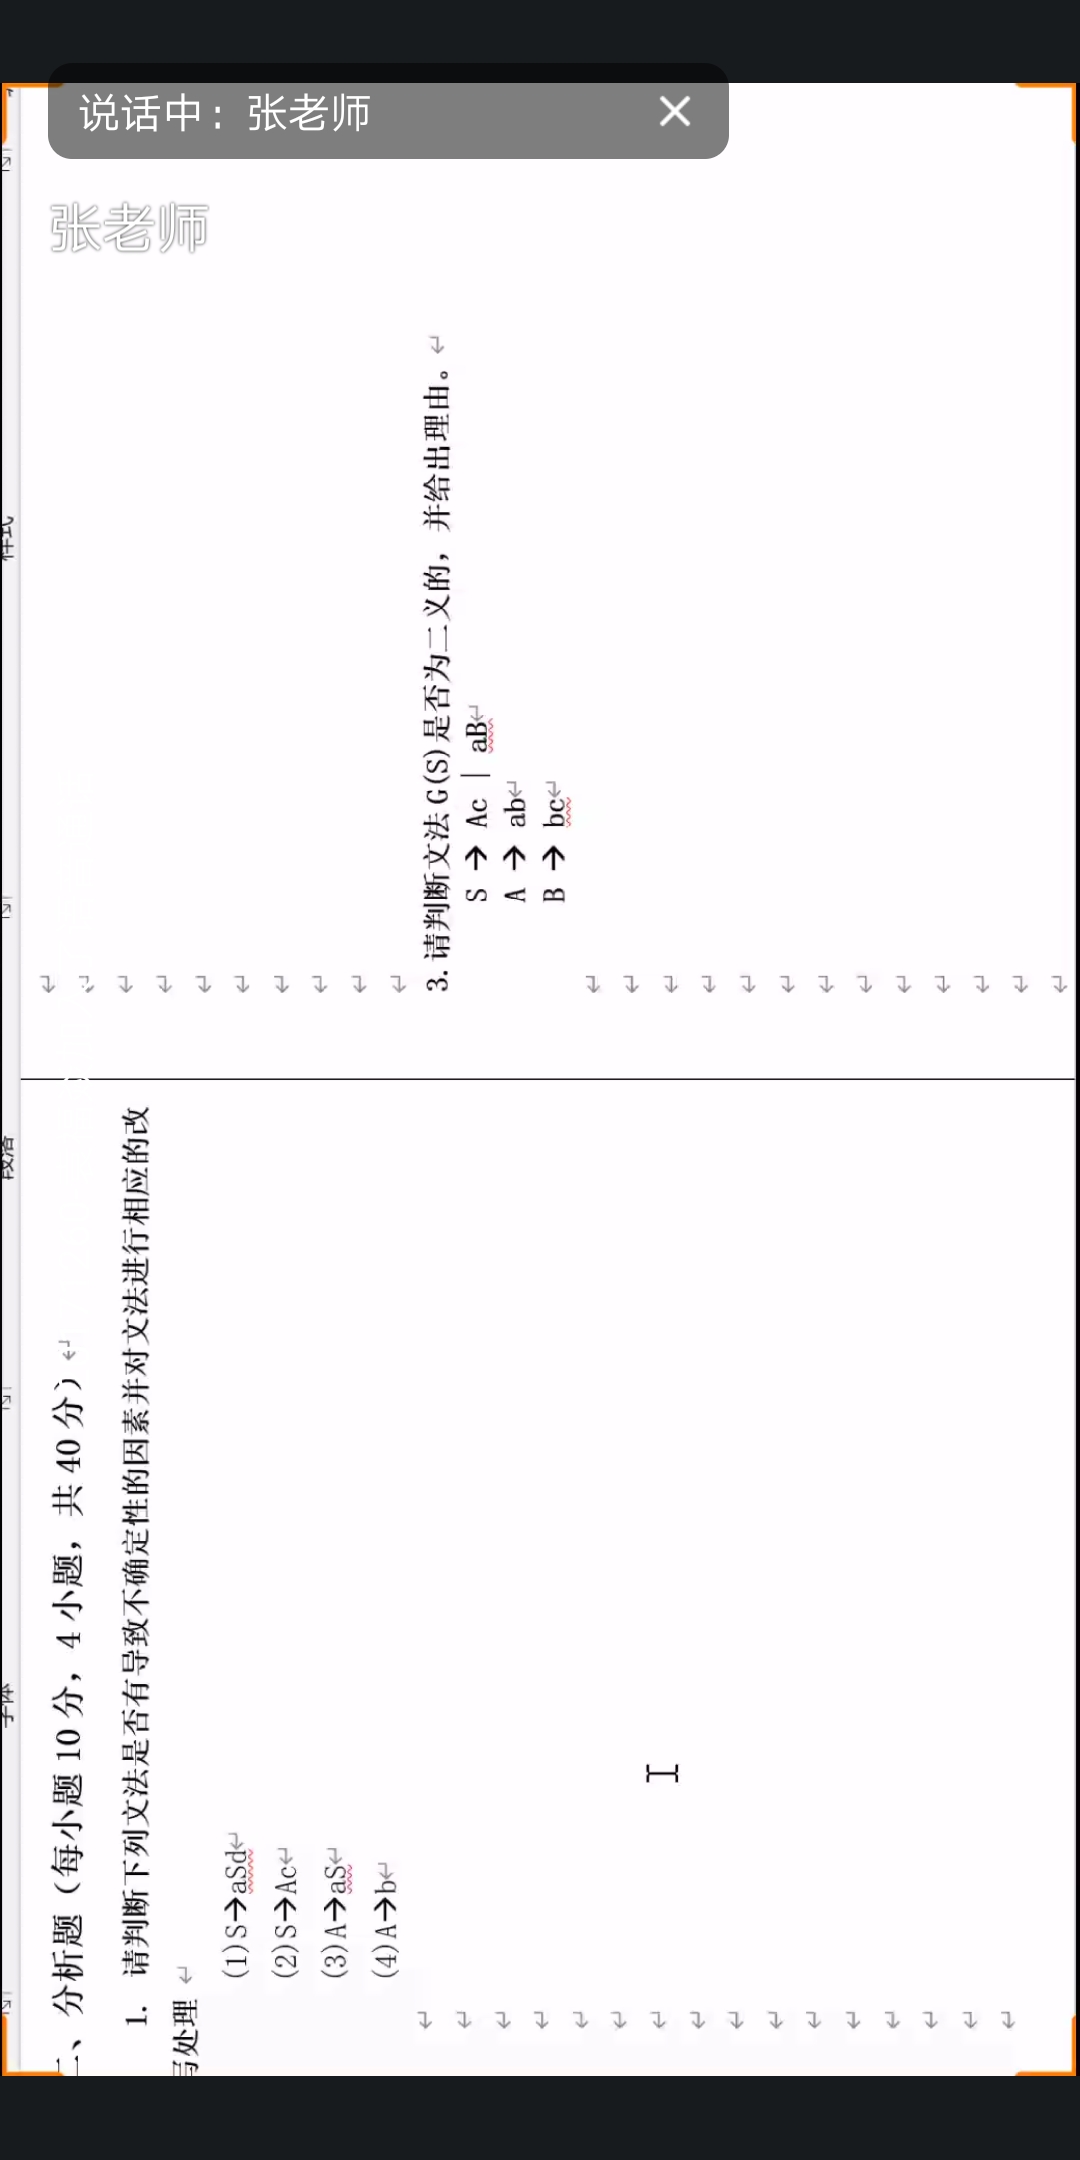 字体
段落
样式
二、分析题（每小题 10 分，4 小题，共 40 分）
1. 请判断下列文法是否有导致不确定性的因素并对文法进行相应的改
写处理
(1)S→aSd
(2)S→Ac
(3)A→aS
(4)A→b
3.请判断文法 G(S)是否为二义的，并给出理由。
S → Ac | aB
A → ab
B → bc
张老师
说话中：张老师